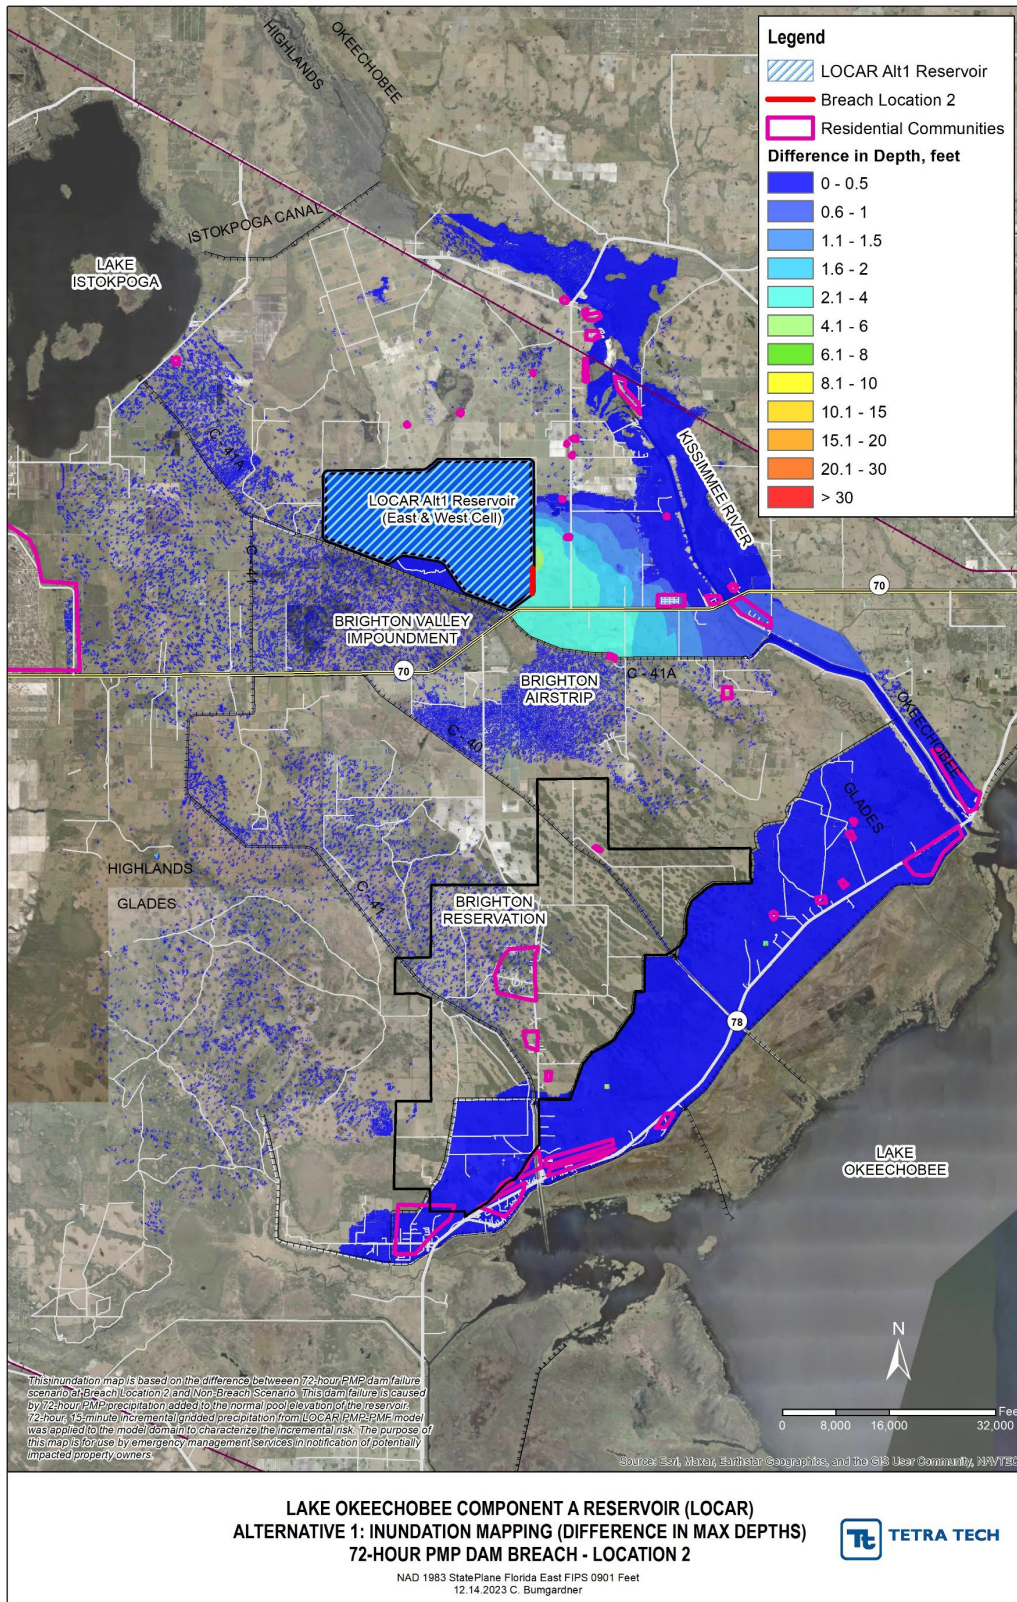 HIGHLANDS
OKEECHOBEE
Legend
LOCAR Alt1 Reservoir
Breach Location 2
Residential Communities
Difference in Depth, feet
0 - 0.5
0.6 - 1
1.1 - 1.5
1.6 - 2
2.1 - 4
4.1 - 6
6.1 - 8
8.1 - 10
10.1 - 15
15.1 - 20
20.1 - 30
> 30
ISTOKPOGA CANAL
LAKE
ISTOKPOGA
C - 41A
KISSIMMEE RIVER
LOCAR Alt1 Reservoir
(East & West Cell)
C - 41
70
BRIGHTON VALLEY
IMPOUNDMENT
70
C - 41A
BRIGHTON
AIRSTRIP
C - 40
OKEECHOBEE
GLADES
HIGHLANDS
GLADES
C - 41
BRIGHTON
RESERVATION
78
LAKE
OKEECHOBEE
N
Fee
0 8,000 16,000 32,000
This inundation map is based on the difference betweeen 72-hour PMP dam failure
scenario at Breach Location 2 and Non-Breach Scenario. This dam failure is caused
by 72-hour PMP precipitation added to the normal pool elevation of the reservoir.
72-hour, 15-minute incremental gridded precipitation from LOCAR PMP-PMF model
was applied to the model domain to characterize the incremental risk. The purpose of
this map is for use by emergency management services in notification of potentially
impacted property owners.
Source: Esri, Maxar, Earthstar Geographics, and the GIS User Community, NAVTEQ
LAKE OKEECHOBEE COMPONENT A RESERVOIR (LOCAR)
ALTERNATIVE 1: INUNDATION MAPPING (DIFFERENCE IN MAX DEPTHS)
72-HOUR PMP DAM BREACH - LOCATION 2
NAD 1983 StatePlane Florida East FIPS 0901 Feet
12.14.2023 C. Bumgardner
Tt TETRA TECH